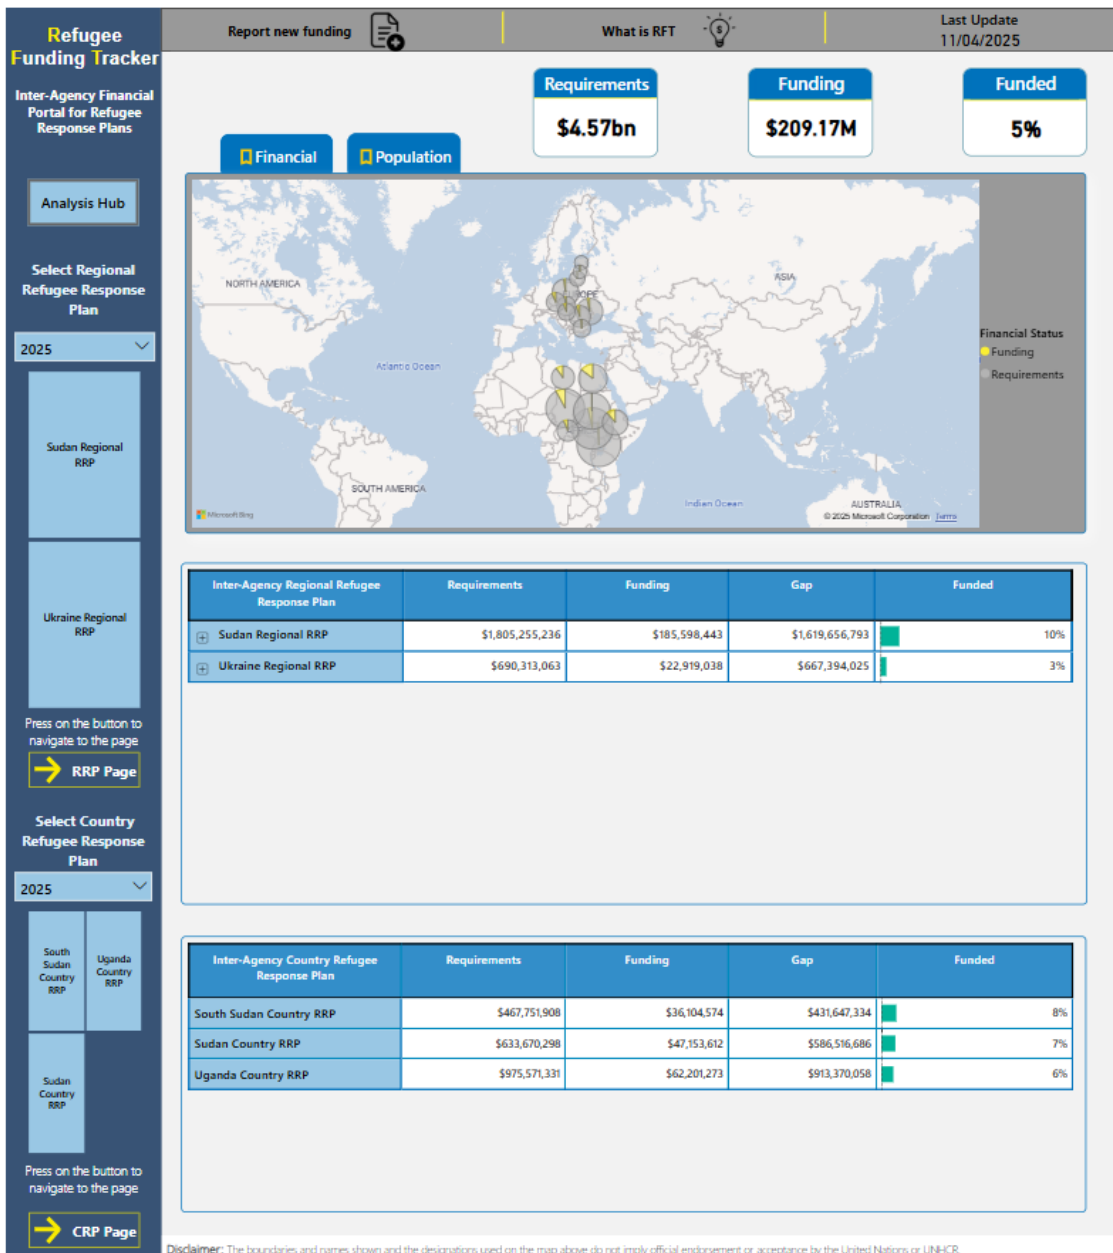 Refugee
Funding Tracker
Inter-Agency Financial
Portal for Refugee
Response Plans
Analysis Hub
Select Regional
Refugee Response
Plan
2025
Sudan Regional
RRP
Ukraine Regional
RRP
Press on the button to
navigate to the page
RRP Page
Select Country
Refugee Response
Plan
2025
South
Sudan
Country
RRP
Uganda
Country
RRP
Sudan
Country
RRP
Press on the button to
navigate to the page
CRP Page
Report new funding
What is RFT
Last Update
11/04/2025
Requirements
$4.57bn
Funding
$209.17M
Funded
5%
Financial
Population
NORTH AMERICA
OPE
ASIA
Atlantic Ocean
SOUTH AMERICA
Indian Ocean
AUSTRALIA
Microsoft Bing
© 2025 Microsoft Corporation Terms
Financial Status
Funding
Requirements
Inter-Agency Regional Refugee Response Plan Requirements Funding Gap Funded
Sudan Regional RRP $1,805,255,236 $185,598,443 $1,619,656,793 10%
Ukraine Regional RRP $690,313,063 $22,919,038 $667,394,025 3%
Inter-Agency Country Refugee Response Plan Requirements Funding Gap Funded
South Sudan Country RRP $467,751,908 $36,104,574 $431,647,334 8%
Sudan Country RRP $633,670,298 $47,153,612 $586,516,686 7%
Uganda Country RRP $975,571,331 $62,201,273 $913,370,058 6%
Disclaimer: The boundaries and names shown and the designations used on the map above do not imply official endorsement or acceptance by the United Nations or UNHCR.